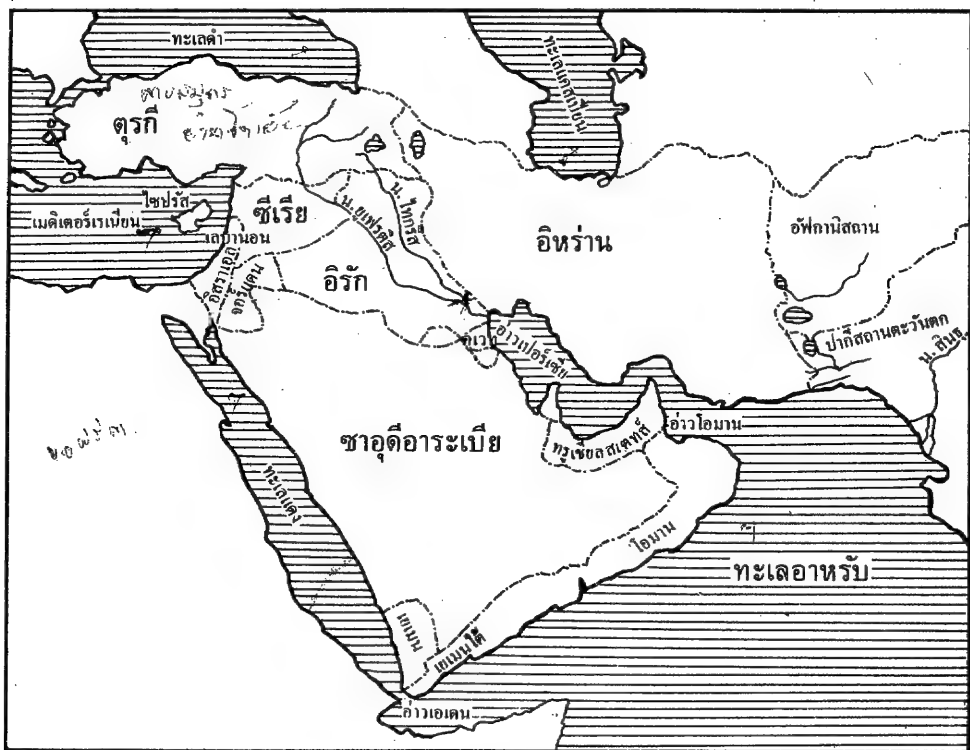 ทะเลดำ
ทะเลแคสเปียน
ตุรกี
ไซปรัส
เมดิเตอร์เรเนียน
ซีเรีย
เลบานอน
น. ยูเฟรตีส
น. ไทกรีส
อิหร่าน
อัฟกานิสถาน
อิสราเอล
จอร์แดน
อิรัก
คูเวต
อ่าวเปอร์เซีย
ปากีสถานตะวันตก
น. สินธุ
ซาอุดีอาระเบีย
ทรูเชียลสเตทส์
อ่าวโอมาน
ทะเลแดง
โอมาน
ทะเลอาหรับ
เยเมน
เยเมนใต้
อ่าวเอเดน